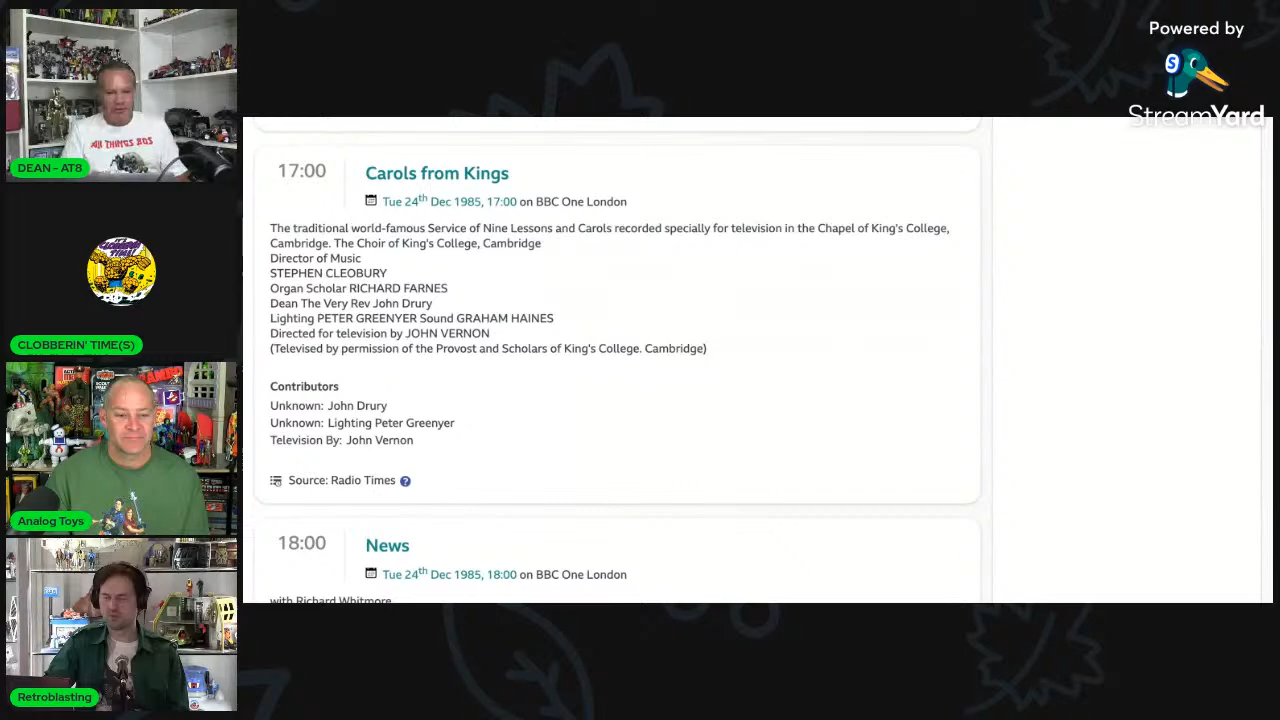 Powered by
StreamYard
ALL THINGS 80S
DEAN - AT8
CLOBBERIN' TIME(S)
RAMBO
Analog Toys
Retroblasting
17:00
Carols from Kings
Tue 24th Dec 1985, 17:00 on BBC One London
The traditional world-famous Service of Nine Lessons and Carols recorded specially for television in the Chapel of King's College,
Cambridge. The Choir of King's College, Cambridge
Director of Music
STEPHEN CLEOBURY
Organ Scholar RICHARD FARNES
Dean The Very Rev John Drury
Lighting PETER GREENYER Sound GRAHAM HAINES
Directed for television by JOHN VERNON
(Televised by permission of the Provost and Scholars of King's College. Cambridge)
Contributors
Unknown: John Drury
Unknown: Lighting Peter Greenyer
Television By: John Vernon
Source: Radio Times ?
18:00
News
Tue 24th Dec 1985, 18:00 on BBC One London
with Richard Whitmore